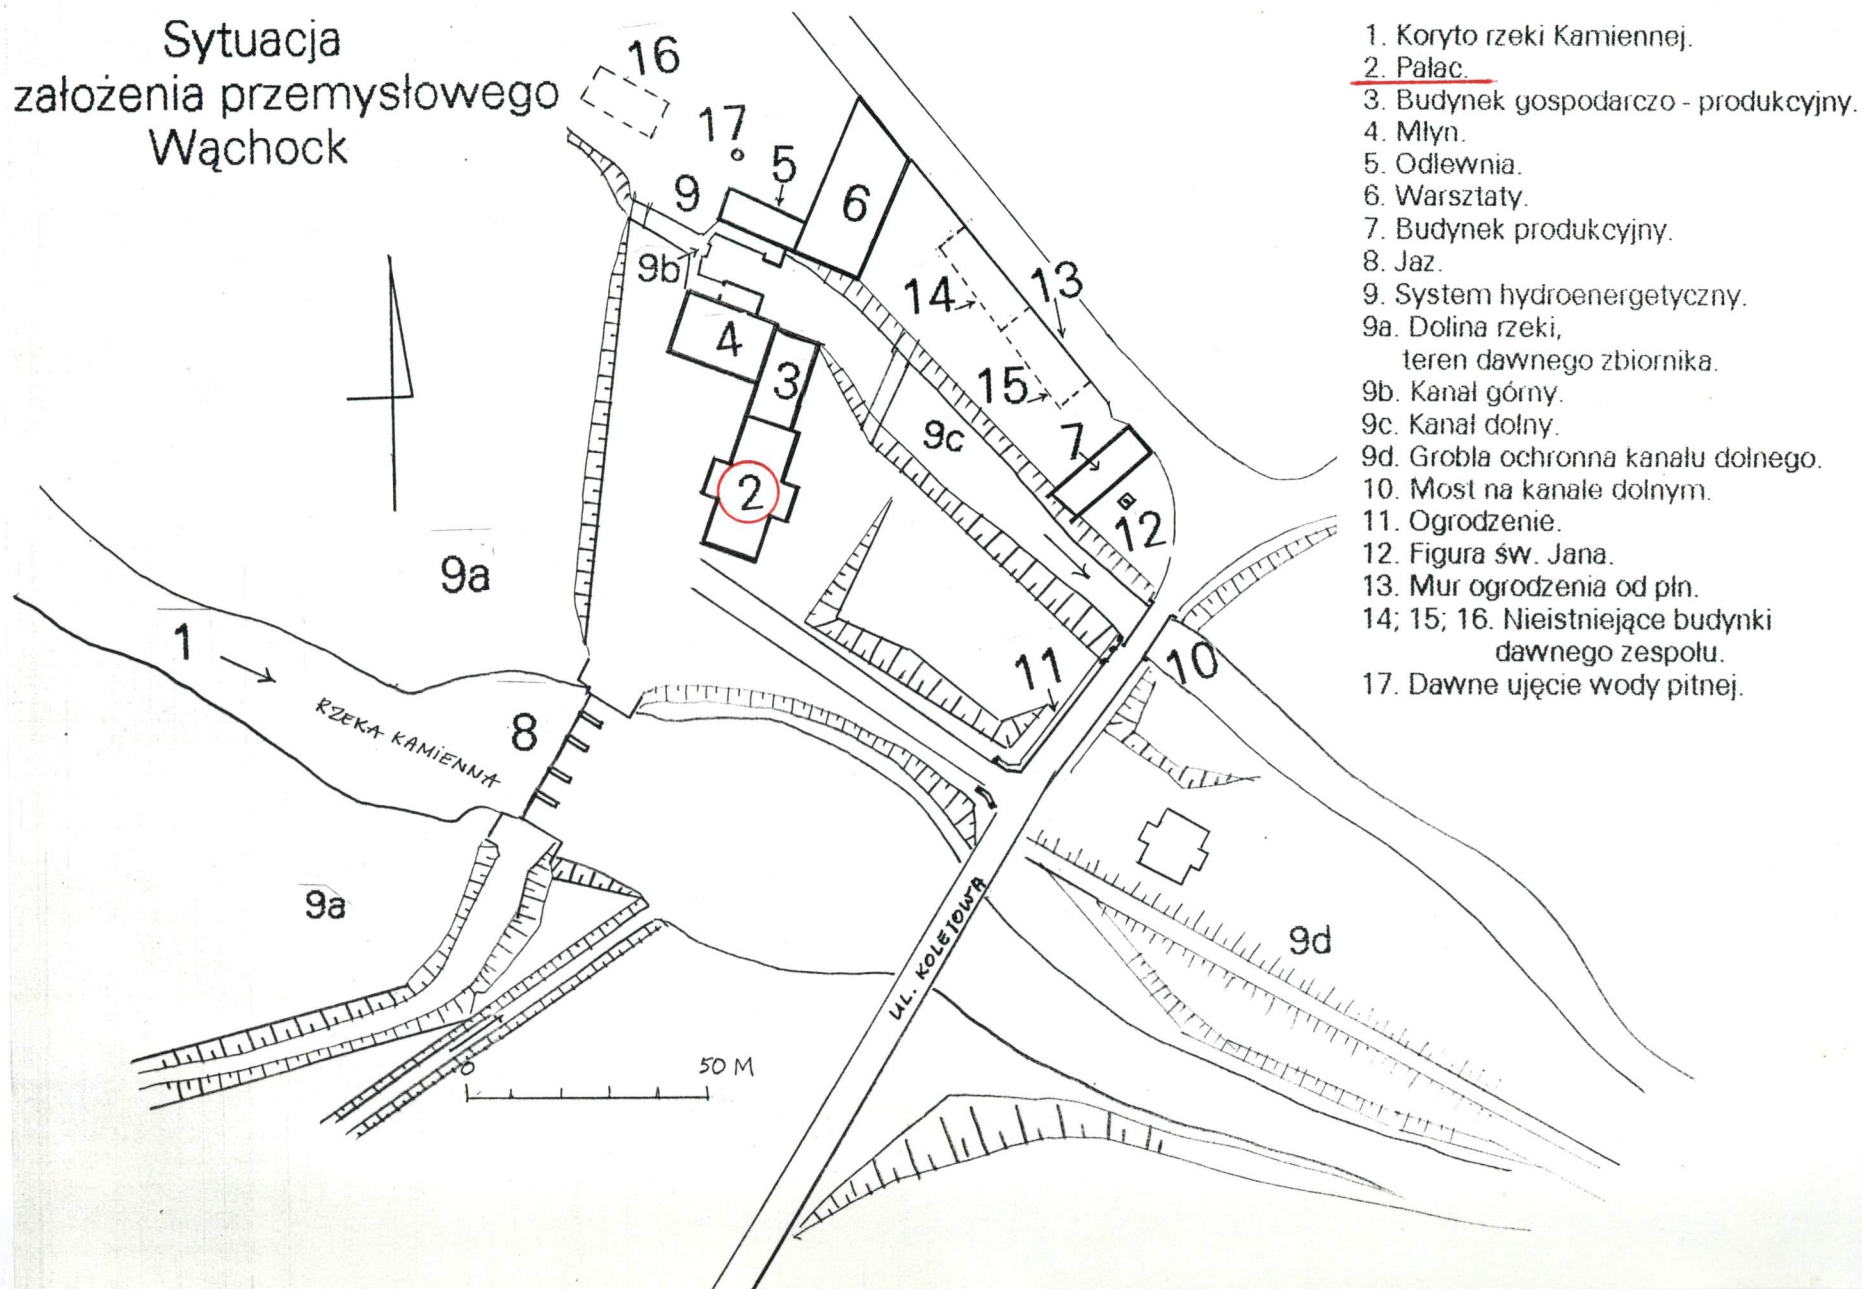 Sytuacja
założenia przemysłowego
Wąchock
1. Koryto rzeki Kamiennej.
2. Pałac.
3. Budynek gospodarczo - produkcyjny.
4. Młyn.
5. Odlewnia.
6. Warsztaty.
7. Budynek produkcyjny.
8. Jaz.
9. System hydroenergetyczny.
9a. Dolina rzeki,
teren dawnego zbiornika.
9b. Kanał górny.
9c. Kanał dolny.
9d. Grobla ochronna kanału dolnego.
10. Most na kanale dolnym.
11. Ogrodzenie.
12. Figura św. Jana.
13. Mur ogrodzenia od płn.
14; 15; 16. Nieistniejące budynki
dawnego zespołu.
17. Dawne ujęcie wody pitnej.
16
17
5
9
6
9b
14
13
4
3
15
9c
7
2
12
9a
1
11
10
RZEKA KAMIENNA
8
9a
UL. KOLEJOWA
9d
0
50 M